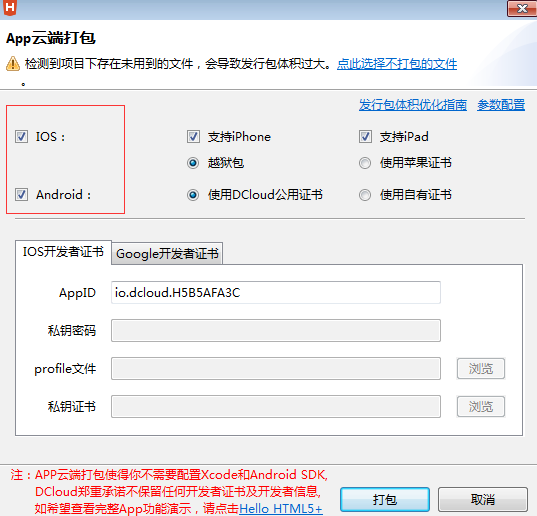 H
App云端打包
检测到项目下存在未用到的文件，会导致发行包体积过大。点此选择不打包的文件
。
发行包体积优化指南 参数配置
IOS： 支持iPhone 支持iPad
越狱包 使用苹果证书
Android： 使用DCloud公用证书 使用自有证书
IOS开发者证书 Google开发者证书
AppID io.dcloud.H5B5AFA3C
私钥密码
profile文件 浏览
私钥证书 浏览
注：APP云端打包使得你不需要配置Xcode和Android SDK,
DCloud郑重承诺不保留任何开发者证书及开发者信息,
如希望查看完整App功能演示，请点击Hello HTML5+
打包 取消